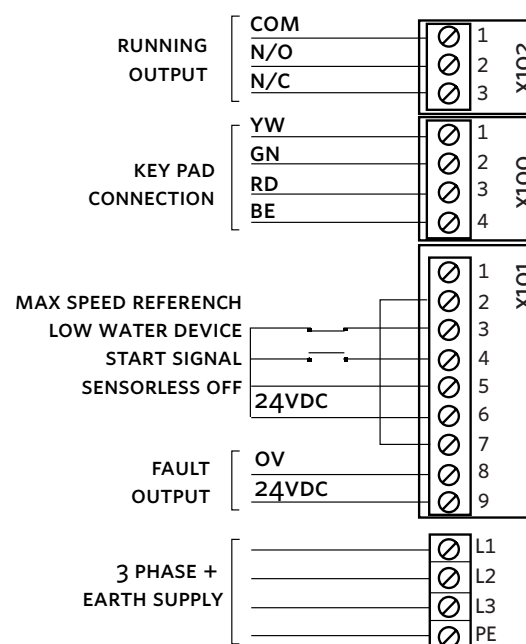 RUNNING
OUTPUT
COM
N/O
N/C
1
2
3
X102
KEY PAD
CONNECTION
YW
GN
RD
BE
1
2
3
4
X100
MAX SPEED REFERENCH
LOW WATER DEVICE
START SIGNAL
SENSORLESS OFF
24VDC
1
2
3
4
5
6
7
8
9
X101
FAULT
OUTPUT
OV
24VDC
3 PHASE +
EARTH SUPPLY
L1
L2
L3
PE